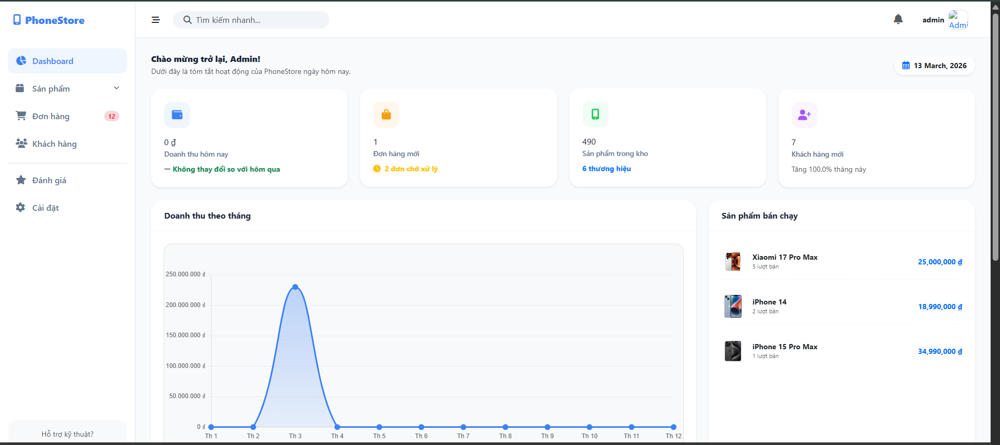 PhoneStore
Tìm kiếm nhanh...
admin
Admi
Dashboard
Sản phẩm
Đơn hàng
12
Khách hàng
Đánh giá
Cài đặt
Hỗ trợ kỹ thuật?
Chào mừng trở lại, Admin!
Dưới đây là tóm tắt hoạt động của PhoneStore ngày hôm nay.
13 March, 2026
0 ₫
Doanh thu hôm nay
Không thay đổi so với hôm qua
1
Đơn hàng mới
2 đơn chờ xử lý
490
Sản phẩm trong kho
6 thương hiệu
7
Khách hàng mới
Tăng 100.0% tháng này
Doanh thu theo tháng
250.000.000 ₫
200.000.000 ₫
150.000.000 ₫
100.000.000 ₫
50.000.000 ₫
0 ₫
Th 1 Th 2 Th 3 Th 4 Th 5 Th 6 Th 7 Th 8 Th 9 Th 10 Th 11 Th 12
Sản phẩm bán chạy
Xiaomi 17 Pro Max
5 lượt bán
25,000,000 ₫
iPhone 14
2 lượt bán
18,990,000 ₫
iPhone 15 Pro Max
1 lượt bán
34,990,000 ₫